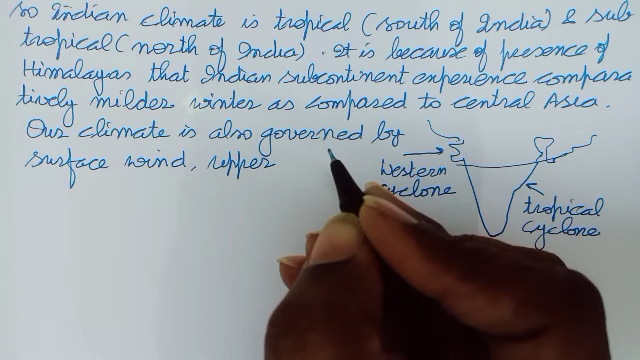 so Indian climate is tropical (south of India) & sub
tropical (north of India). It is because of presence of
Himalayas that Indian subcontinent experience compara
tively milder winter as compared to central Asia.
Our climate is also governed by
surface wind, upper
Western
cyclone
tropical
cyclone